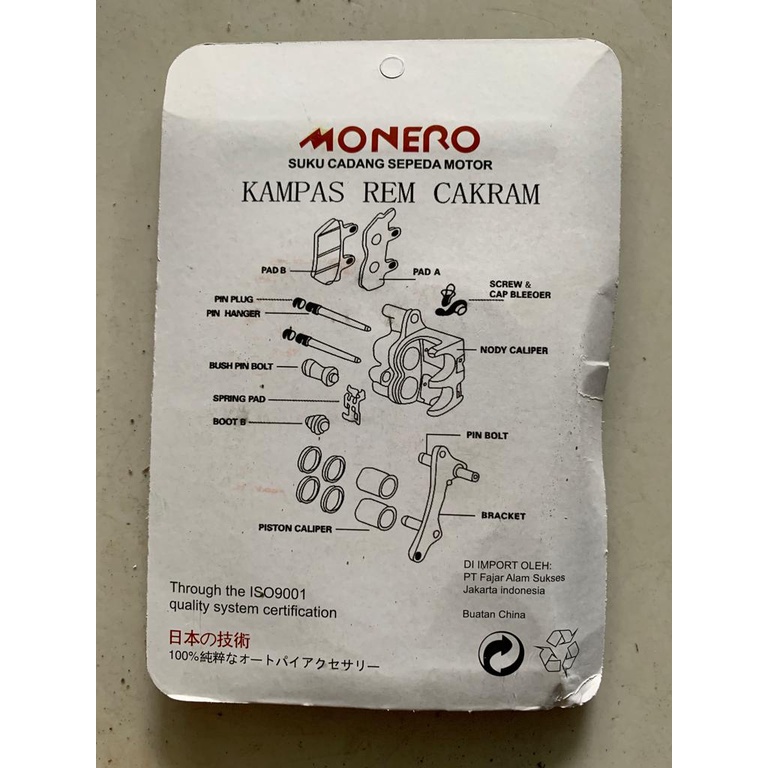 MONERO
SUKU CADANG SEPEDA MOTOR
KAMPAS REM CAKRAM
PAD B
PAD A
SCREW &
CAP BLEEOER
PIN PLUG
PIN HANGER
NODY CALIPER
BUSH PIN BOLT
SPRING PAD
BOOT B
PIN BOLT
BRACKET
PISTON CALIPER
DI IMPORT OLEH:
PT Fajar Alam Sukses
Jakarta indonesia
Buatan China
Through the ISO9001
quality system certification
日本の技術
100%純粹なオートパイアクセサリー